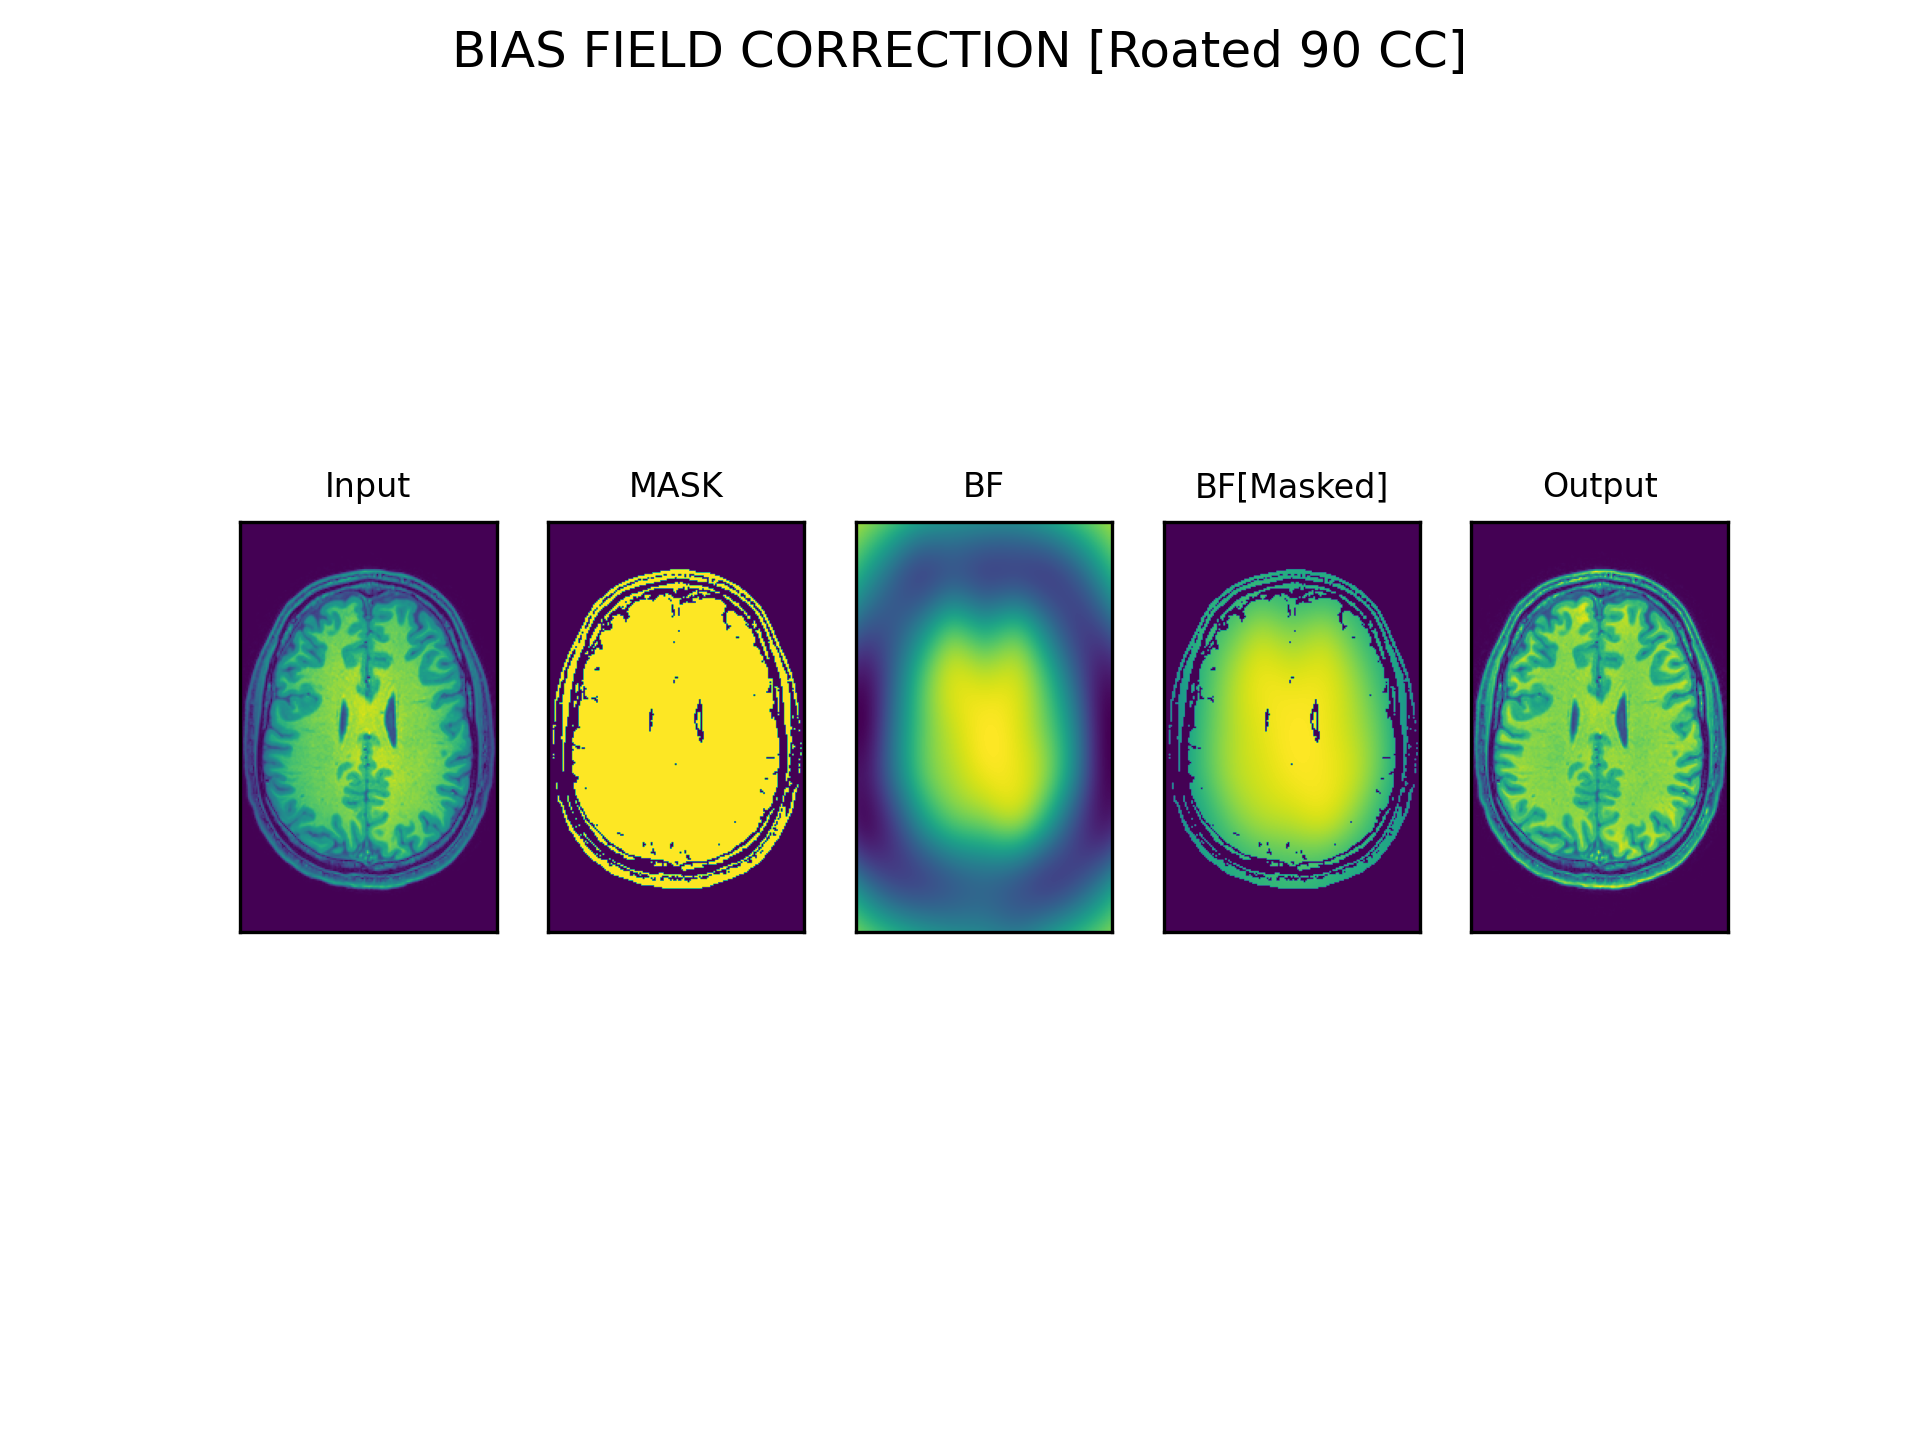 BIAS FIELD CORRECTION [Roated 90 CC]
Input
MASK
BF
BF[Masked]
Output